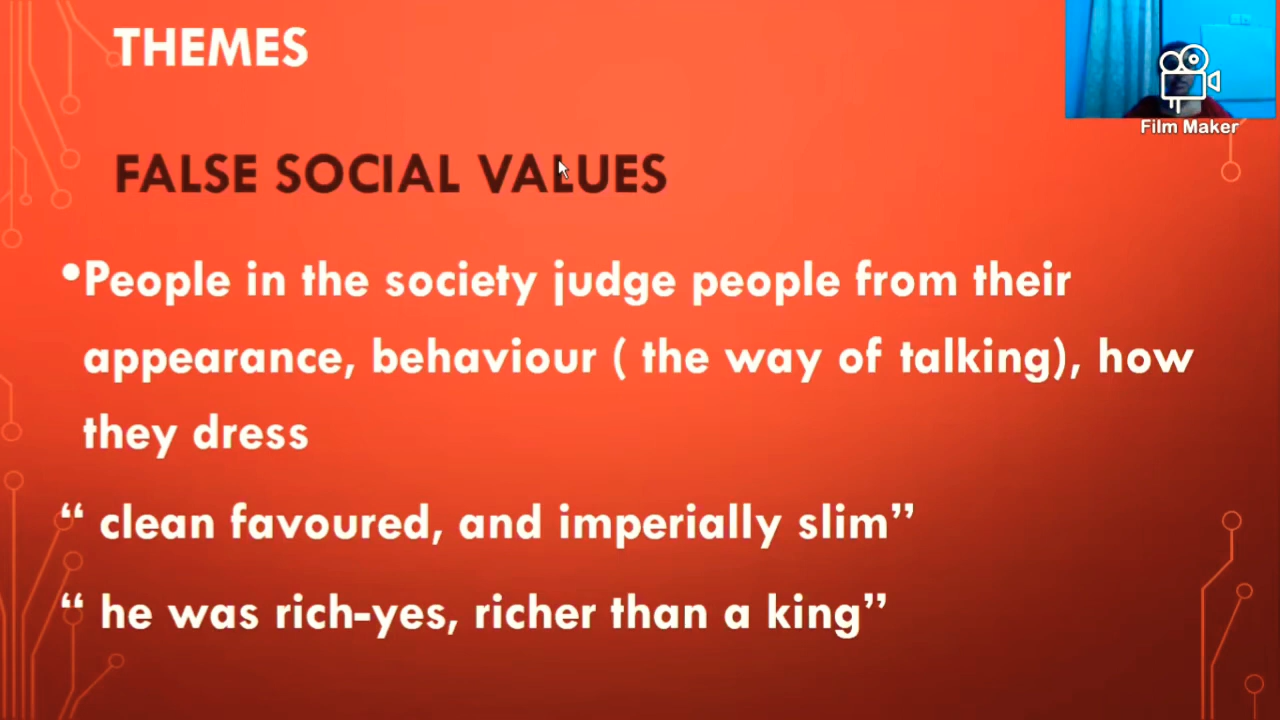 THEMES
Film Maker
FALSE SOCIAL VALUES
•People in the society judge people from their
appearance, behaviour ( the way of talking), how
they dress
“ clean favoured, and imperially slim”
“ he was rich-yes, richer than a king”